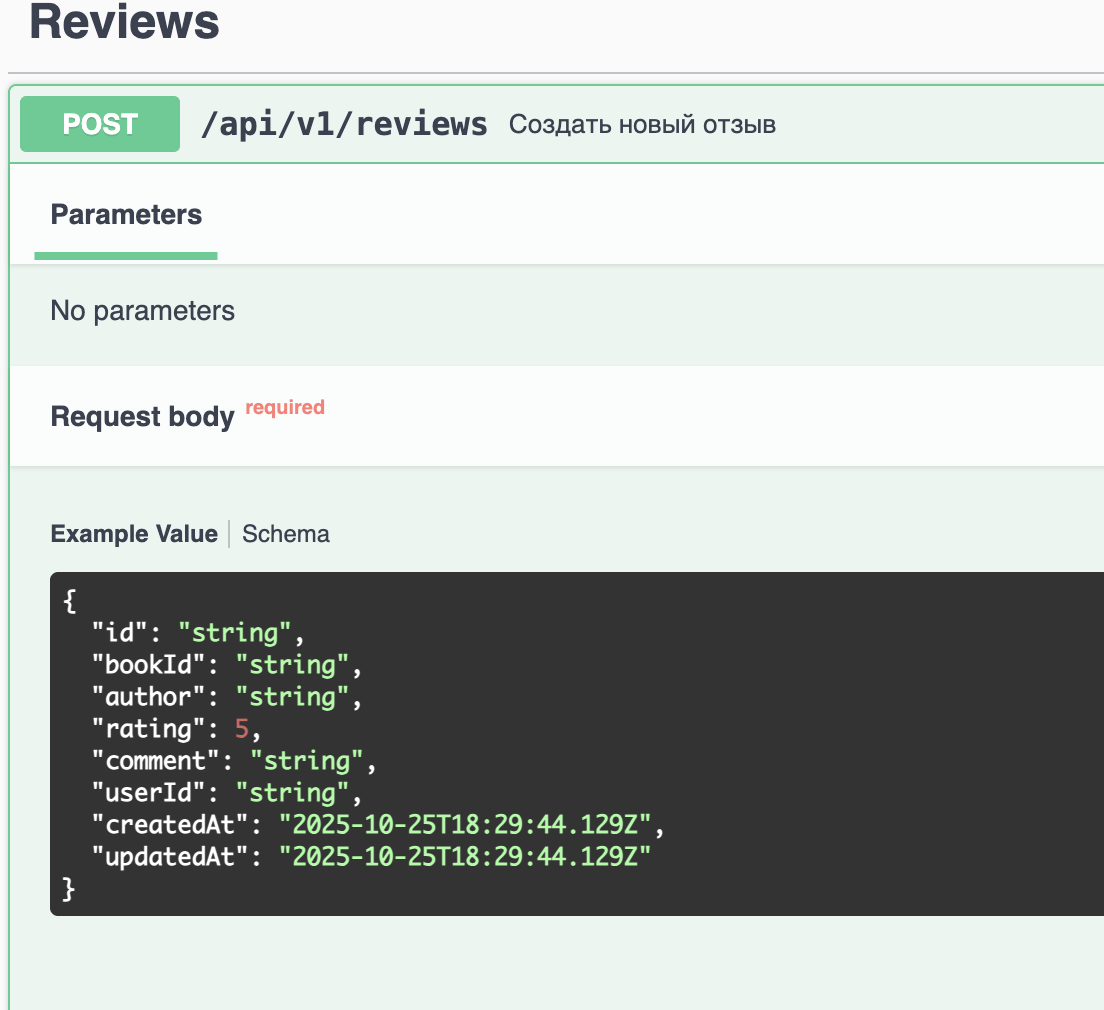 Reviews
POST /api/v1/reviews Создать новый отзыв
Parameters
No parameters
Request body required
Example Value Schema
{
"id": "string",
"bookId": "string",
"author": "string",
"rating": 5,
"comment": "string",
"userId": "string",
"createdAt": "2025-10-25T18:29:44.129Z",
"updatedAt": "2025-10-25T18:29:44.129Z"
}